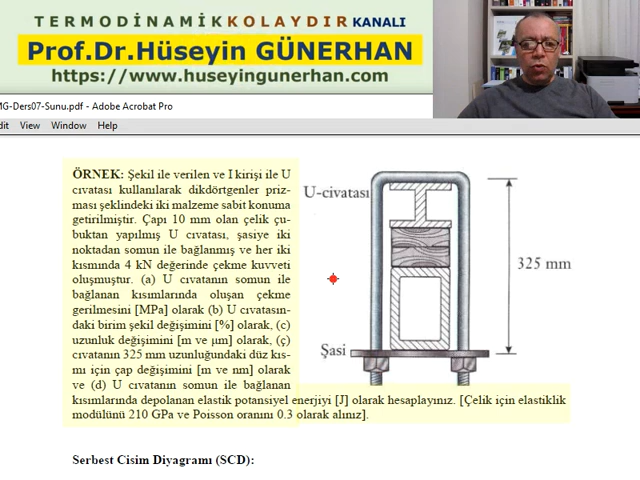 TERMODİNAMİKKOLAYDIR KANALI
Prof.Dr.Hüseyin GÜNERHAN
https://www.huseyingunerhan.com
MG-Ders07-Sunu.pdf - Adobe Acrobat Pro
dit View Window Help
ÖRNEK: Şekil ile verilen ve I kirişi ile U
cıvatası kullanılarak dikdörtgenler priz-
ması şeklindeki iki malzeme sabit konuma
getirilmiştir. Çapı 10 mm olan çelik çu-
buktan yapılmış U cıvatası, şasiye iki
noktadan somun ile bağlanmış ve her iki
kısmında 4 kN değerinde çekme kuvveti
oluşmuştur. (a) U cıvatanın somun ile
bağlanan kısımlarında oluşan çekme
gerilmesini [MPa] olarak (b) U cıvatasın-
daki birim şekil değişimini [%] olarak, (c)
uzunluk değişimini [m ve μm] olarak, (ç)
cıvatanın 325 mm uzunluğundaki düz kıs-
mı için çap değişimini [m ve nm] olarak
ve (d) U cıvatanın somun ile bağlanan
kısımlarında depolanan elastik potansiyel enerjiyi [J] olarak hesaplayınız. [Çelik için elastiklik
modülünü 210 GPa ve Poisson oranını 0.3 olarak alınız].
U-civatası
325 mm
Şasi
Serbest Cisim Diyagramı (SCD):